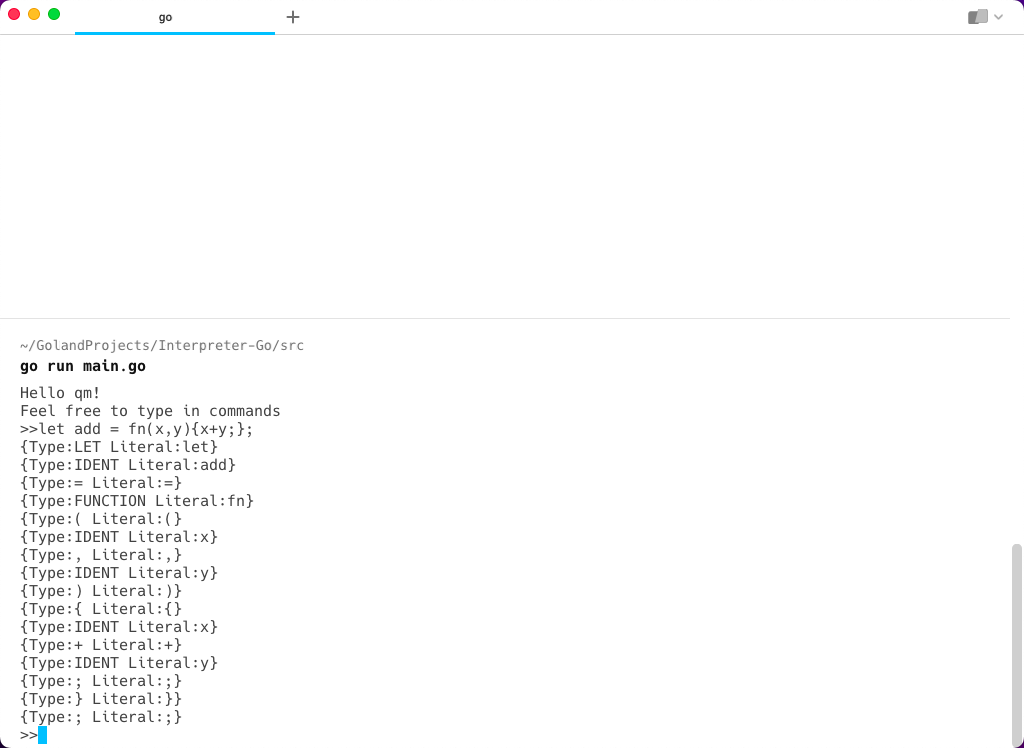 go
~/GolandProjects/Interpreter-Go/src
go run main.go
Hello qm!
Feel free to type in commands
>>let add = fn(x,y){x+y;};
{Type:LET Literal:let}
{Type:IDENT Literal:add}
{Type:= Literal:=}
{Type:FUNCTION Literal:fn}
{Type:( Literal:(}
{Type:IDENT Literal:x}
{Type:, Literal:,}
{Type:IDENT Literal:y}
{Type:) Literal:)}
{Type:{ Literal:{}
{Type:IDENT Literal:x}
{Type:+ Literal:+}
{Type:IDENT Literal:y}
{Type:; Literal:;}
{Type:} Literal:}}
{Type:; Literal:;}
>>